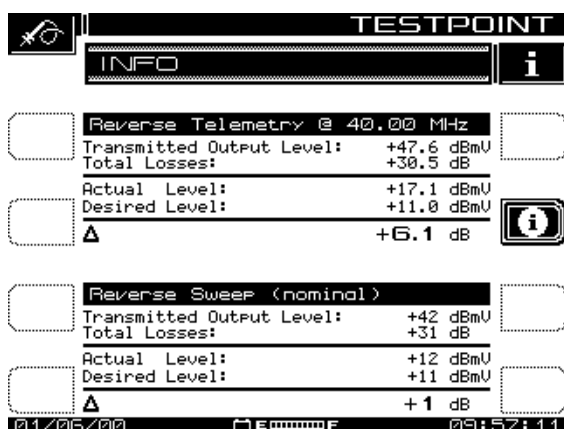 TESTPOINT
INFO
i
Reverse Telemetry @ 40.00 MHz
Transmitted Output Level: +47.6 dBmV
Total Losses: +30.5 dB
Actual Level: +17.1 dBmV
Desired Level: +11.0 dBmV
i
Δ +6.1 dB
Reverse Sweep (nominal)
Transmitted Output Level: +42 dBmV
Total Losses: +31 dB
Actual Level: +12 dBmV
Desired Level: +11 dBmV
Δ +1 dB
01/06/00 E F 09:57:11